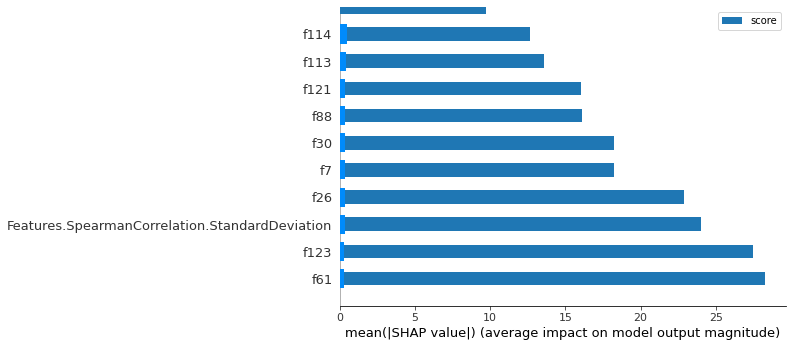 score
f114
f113
f121
f88
f30
f7
f26
Features.SpearmanCorrelation.StandardDeviation
f123
f61
0 5 10 15 20 25
mean(|SHAP value|) (average impact on model output magnitude)